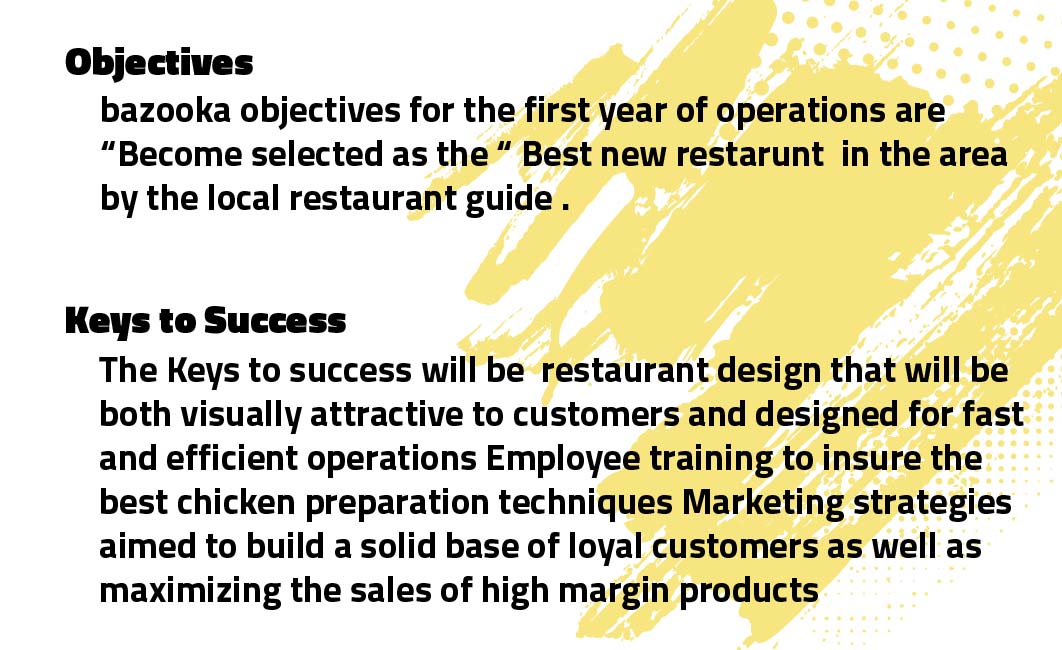 Objectives
bazooka objectives for the first year of operations are
“Become selected as the “ Best new restarunt  in the area
by the local restaurant guide .
Keys to Success
The Keys to success will be  restaurant design that will be
both visually attractive to customers and designed for fast
and efficient operations Employee training to insure the
best chicken preparation techniques Marketing strategies
aimed to build a solid base of loyal customers as well as
maximizing the sales of high margin products